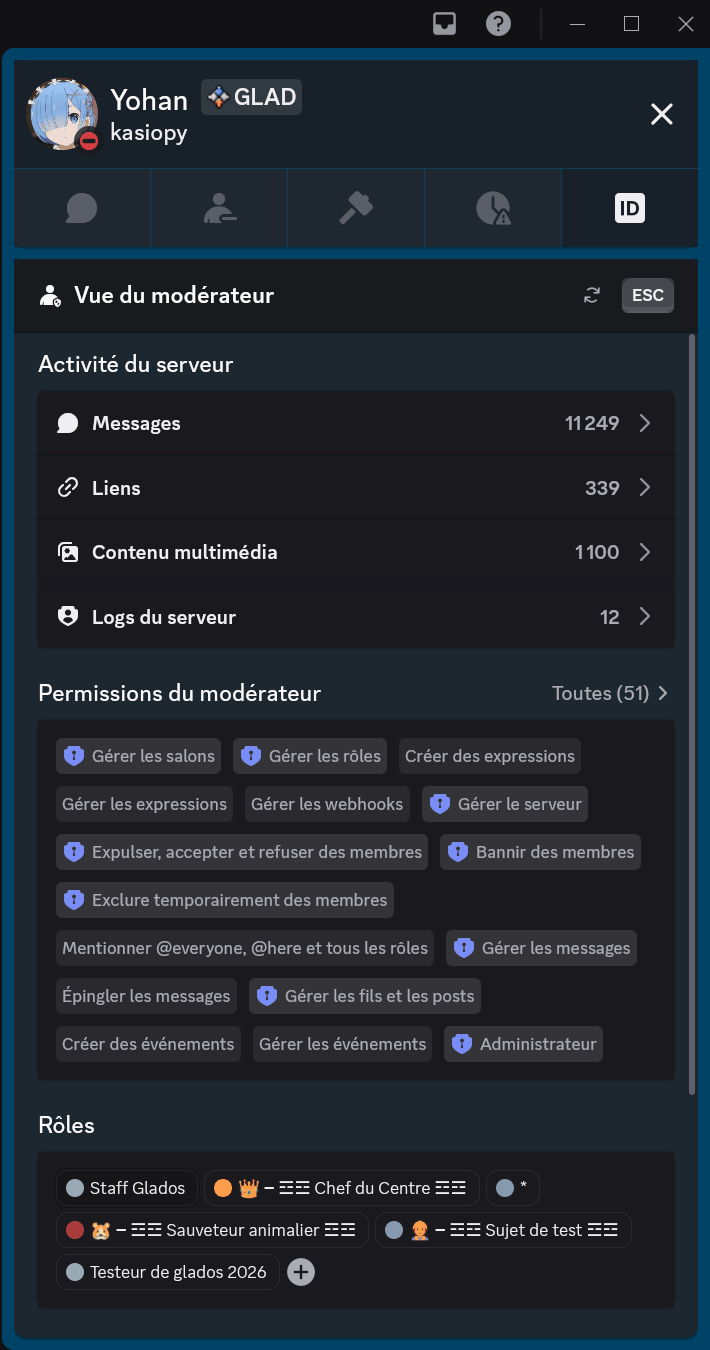 Yohan GLAD
kasiopy
ID
Vue du modérateur ESC
Activité du serveur
Messages 11 249
Liens 339
Contenu multimédia 1 100
Logs du serveur 12
Permissions du modérateur Toutes (51)
Gérer les salons Gérer les rôles Créer des expressions
Gérer les expressions Gérer les webhooks Gérer le serveur
Expulser, accepter et refuser des membres Bannir des membres
Exclure temporairement des membres
Mentionner @everyone, @here et tous les rôles Gérer les messages
Épingler les messages Gérer les fils et les posts
Créer des événements Gérer les événements Administrateur
Rôles
Staff Glados 👑 – ☲☲ Chef du Centre ☲☲ *
🐹 – ☲☲ Sauveteur animalier ☲☲ 👨‍🦰 – ☲☲ Sujet de test ☲☲
Testeur de glados 2026